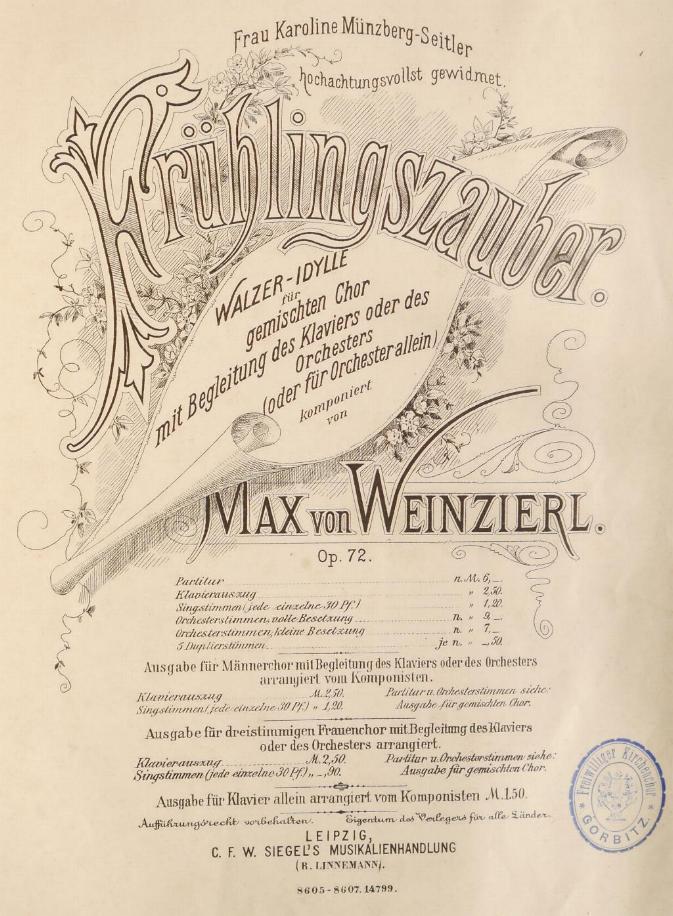 Frau Karoline Münzberg-Seitler
hochachtungsvollst gewidmet.
Frühlingszauber.
WALZER-IDYLLE
für
gemischten Chor
mit Begleitung des Klaviers oder des
Orchesters
(oder für Orchester allein)
komponiert
von
MAX VON WEINZIERL.
Op. 72.
Partitur n. M. 6,_
Klavierauszug " 2,50.
Singstimmen (jede einzelne 30 Pf.) " 1,20.
Orchesterstimmen, volle Besetzung n. " 9,_
Orchesterstimmen, kleine Besetzung n. " 7,_
5 Duplierstimmen je n. " _,50.
Ausgabe für Männerchor mit Begleitung des Klaviers oder des Orchesters
arrangiert vom Komponisten.
Klavierauszug M. 2,50. Partitur u. Orchesterstimmen siehe:
Singstimmen (jede einzelne 30 Pf.) " 1,20. Ausgabe für gemischten Chor.
Ausgabe für dreistimmigen Frauenchor mit Begleitung des Klaviers
oder des Orchesters arrangiert.
Klavierauszug M. 2,50. Partitur u. Orchesterstimmen siehe:
Singstimmen (jede einzelne 30 Pf.) " _,90. Ausgabe für gemischten Chor.
Ausgabe für Klavier allein arrangiert vom Komponisten M. 1.50.
Aufführungsrecht vorbehalten. Eigentum des Verlegers für alle Länder.
LEIPZIG,
C. F. W. SIEGEL'S MUSIKALIENHANDLUNG
(R. LINNEMANN).
8605-8607. 14799.
Freiwilliger Kirchenchor
GORBITZ.